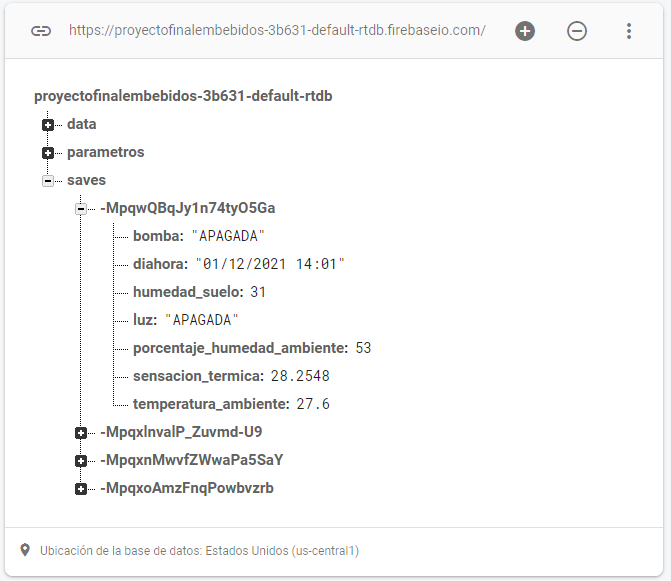 https://proyectofinalembebidos-3b631-default-rtdb.firebaseio.com/
proyectofinalembebidos-3b631-default-rtdb
data
parametros
saves
-MpqwQBqJy1n74tyO5Ga
bomba: "APAGADA"
diahora: "01/12/2021 14:01"
humedad_suelo: 31
luz: "APAGADA"
porcentaje_humedad_ambiente: 53
sensacion_termica: 28.2548
temperatura_ambiente: 27.6
-MpqxlnvalP_Zuvmd-U9
-MpqxnMwvfZWwaPa5SaY
-MpqxoAmzFnqPowbvzrb
Ubicación de la base de datos: Estados Unidos (us-central1)